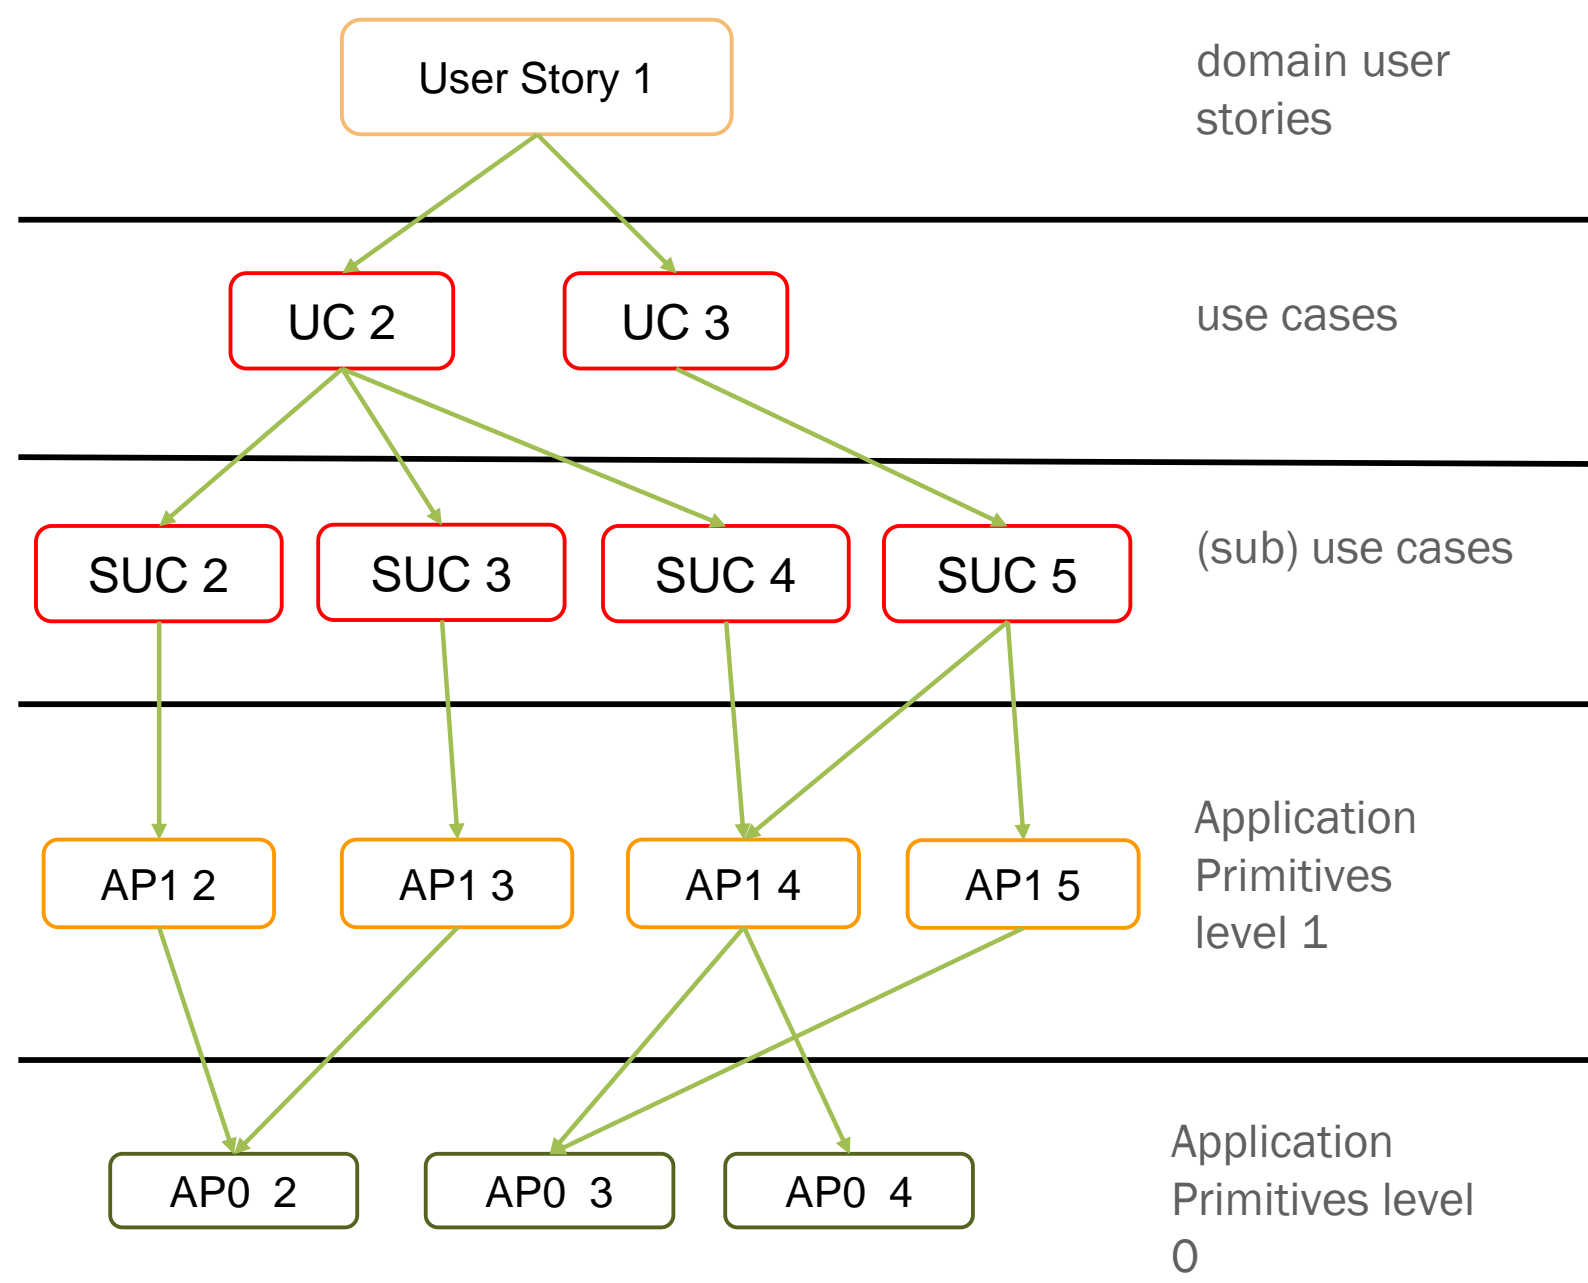 User Story 1
domain user
stories
UC 2
UC 3
use cases
SUC 2
SUC 3
SUC 4
SUC 5
(sub) use cases
AP1 2
AP1 3
AP1 4
AP1 5
Application
Primitives
level 1
AP0  2
AP0  3
AP0  4
Application
Primitives level
0